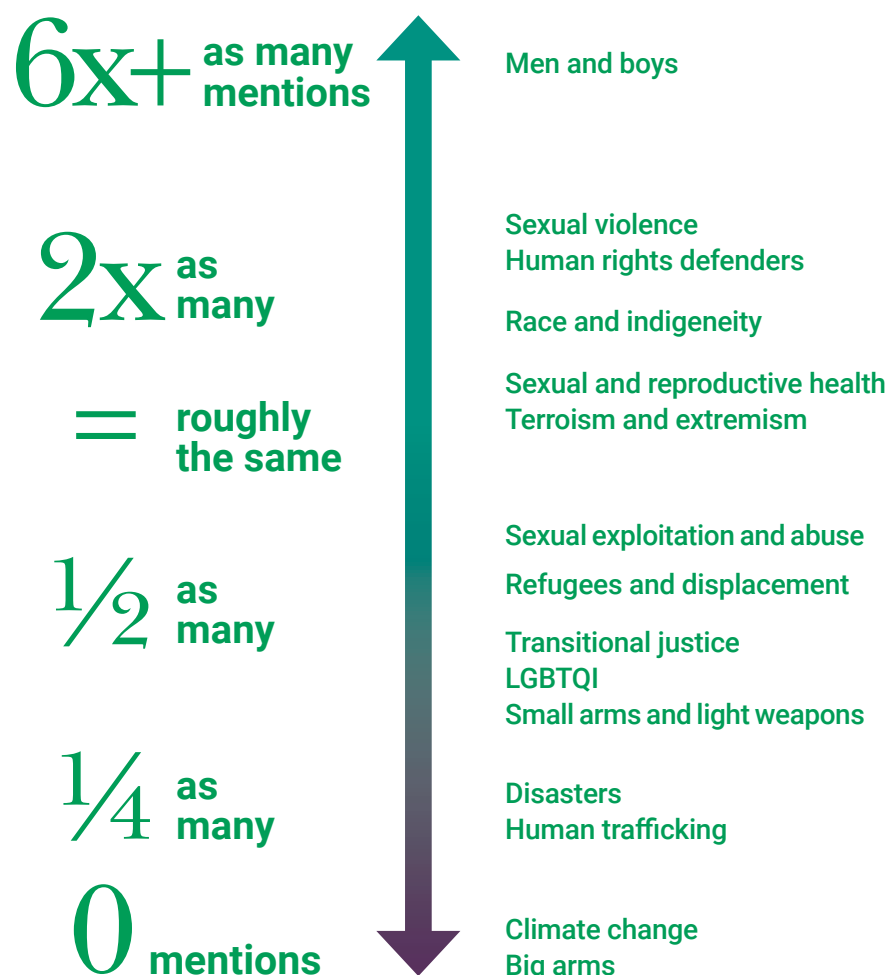 6x+ as many
mentions
Men and boys
2x as
many
Sexual violence
Human rights defenders
Race and indigeneity
= roughly
the same
Sexual and reproductive health
Terroism and extremism
½ as
many
Sexual exploitation and abuse
Refugees and displacement
Transitional justice
LGBTQI
Small arms and light weapons
¼ as
many
Disasters
Human trafficking
0 mentions
Climate change
Big arms